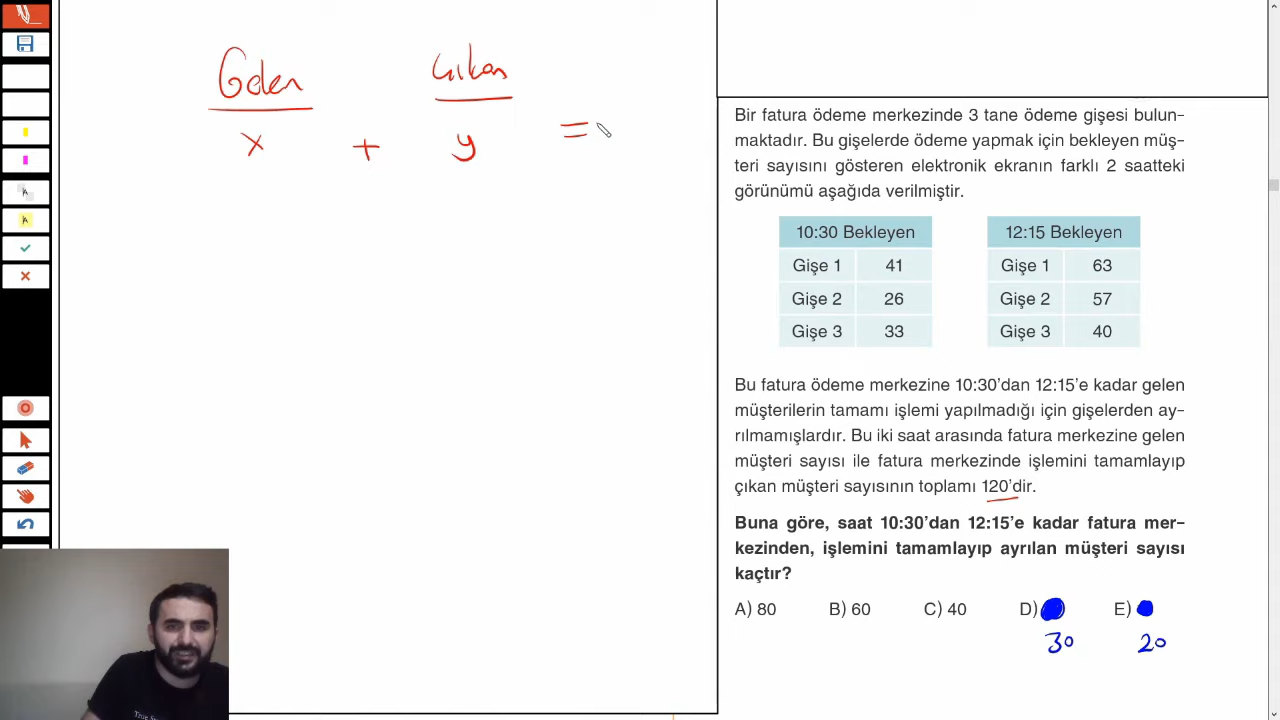 Gelen Çıkan
x + y =
Bir fatura ödeme merkezinde 3 tane ödeme gişesi bulun-
maktadır. Bu gişelerde ödeme yapmak için bekleyen müş-
teri sayısını gösteren elektronik ekranın farklı 2 saatteki
görünümü aşağıda verilmiştir.
10:30 Bekleyen 12:15 Bekleyen
Gişe 1 41 Gişe 1 63
Gişe 2 26 Gişe 2 57
Gişe 3 33 Gişe 3 40
Bu fatura ödeme merkezine 10:30'dan 12:15'e kadar gelen
müşterilerin tamamı işlemi yapılmadığı için gişelerden ay-
rılmamışlardır. Bu iki saat arasında fatura merkezine gelen
müşteri sayısı ile fatura merkezinde işlemini tamamlayıp
çıkan müşteri sayısının toplamı 120'dir.
Buna göre, saat 10:30'dan 12:15'e kadar fatura mer-
kezinden, işlemini tamamlayıp ayrılan müşteri sayısı
kaçtır?
A) 80 B) 60 C) 40 D) E)
30 20